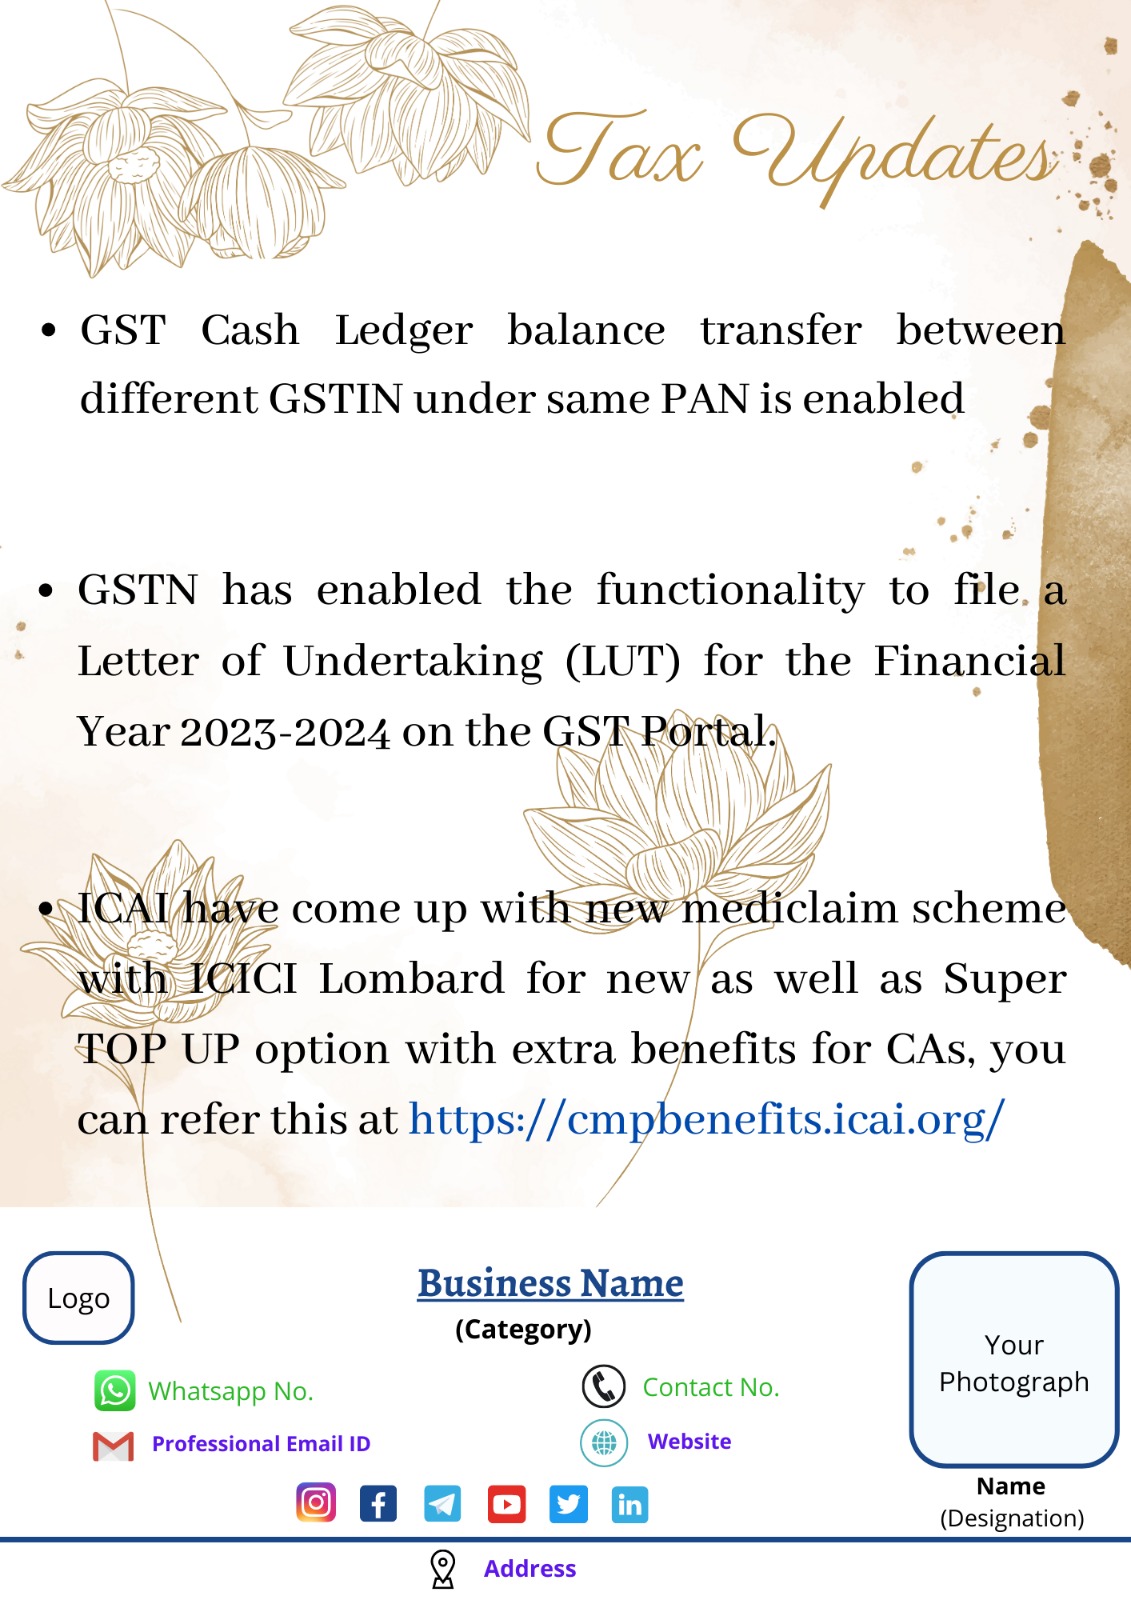 Tax Updates
• GST Cash Ledger balance transfer between
different GSTIN under same PAN is enabled
• GSTN has enabled the functionality to file a
Letter of Undertaking (LUT) for the Financial
Year 2023-2024 on the GST Portal.
• ICAI have come up with new mediclaim scheme
with ICICI Lombard for new as well as Super
TOP UP option with extra benefits for CAs, you
can refer this at https://cmpbenefits.icai.org/
Logo
Business Name
(Category)
Whatsapp No.
Contact No.
Professional Email ID
Website
Your
Photograph
Name
(Designation)
Address